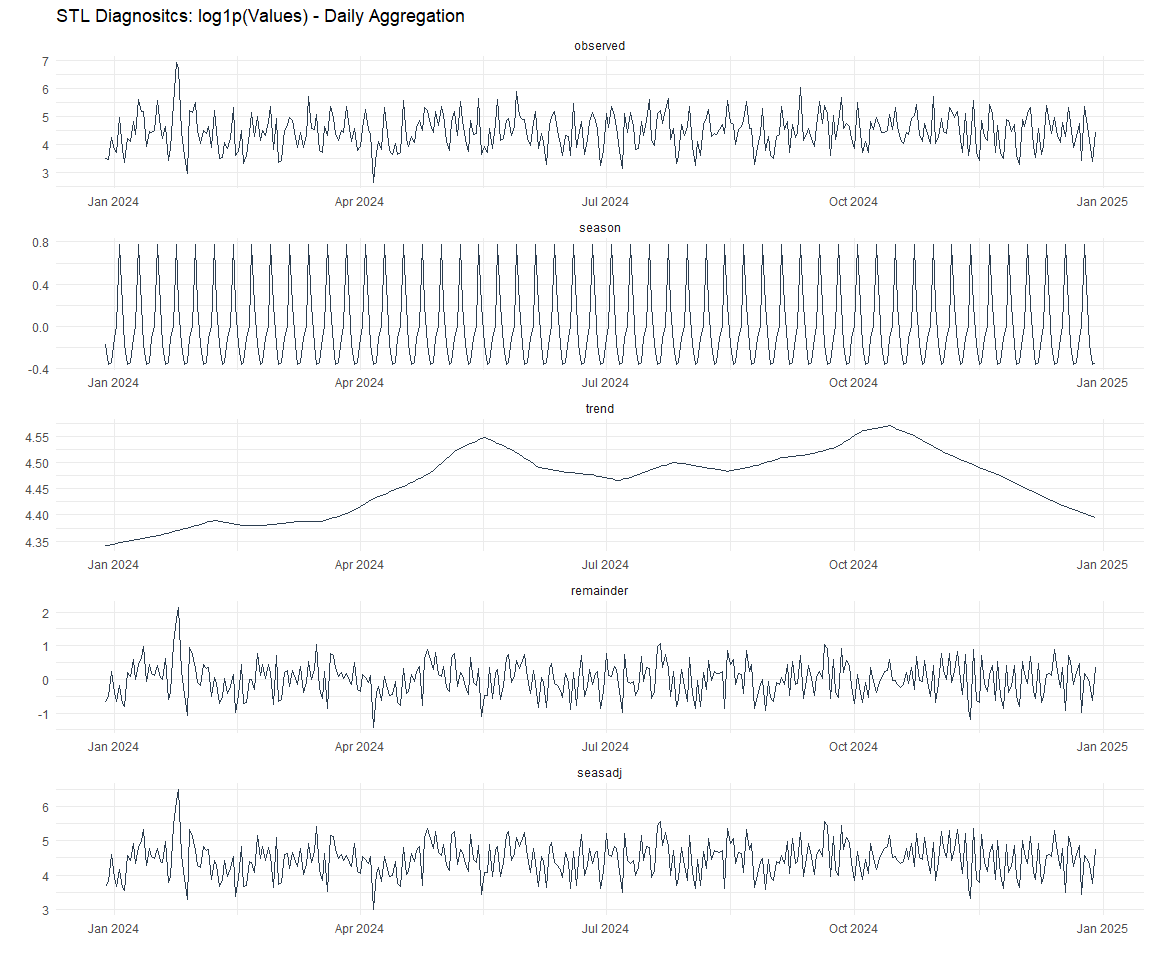 STL Diagnositcs: log1p(Values) - Daily Aggregation
observed
7
6
5
4
3
Jan 2024 Apr 2024 Jul 2024 Oct 2024 Jan 2025
season
0.8
0.4
0.0
-0.4
Jan 2024 Apr 2024 Jul 2024 Oct 2024 Jan 2025
trend
4.55
4.50
4.45
4.40
4.35
Jan 2024 Apr 2024 Jul 2024 Oct 2024 Jan 2025
remainder
2
1
0
-1
Jan 2024 Apr 2024 Jul 2024 Oct 2024 Jan 2025
seasadj
6
5
4
3
Jan 2024 Apr 2024 Jul 2024 Oct 2024 Jan 2025